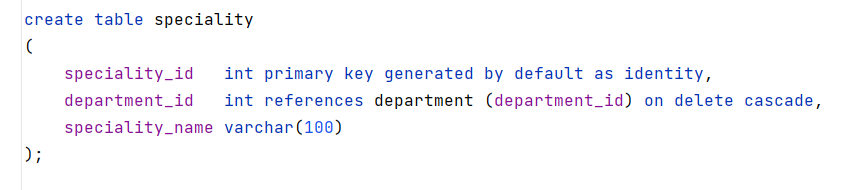 create table speciality
(
    speciality_id   int primary key generated by default as identity,
    department_id   int references department (department_id) on delete cascade,
    speciality_name varchar(100)
);